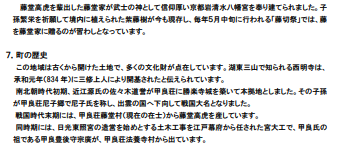 藤堂高虎を輩出した藤堂家が武士の神として信仰厚い京都岩清水八幡宮を奉り建てられました。子
孫繁栄を祈願して境内に植えられた紫藤樹が今も現存し、毎年5月中旬に行われる「藤切祭」では、藤
を藤堂家に贈るのが習わしとなっています。
7．町の歴史
この地域は古くから開けた土地で、多くの文化財が点在しています。湖東三山で知られる西明寺は、
承和元年(834 年)に三修上人により開基されたと伝えられています。
南北朝時代初期、近江源氏の佐々木道誉が甲良荘に勝楽寺城を築いて本拠地としました。その子孫
が甲良荘尼子郷で尼子氏を称し、出雲の国へ下向して戦国大名となりました。
戦国時代末期には、甲良荘藤堂村(現在の在士)から藤堂高虎を産しています。
同時期には、日光東照宮の造営を始めとする土木工事を江戸幕府から任された宮大工で、甲良氏の
祖である甲良豊後守宗廣が、甲良荘法養寺村から出ています。